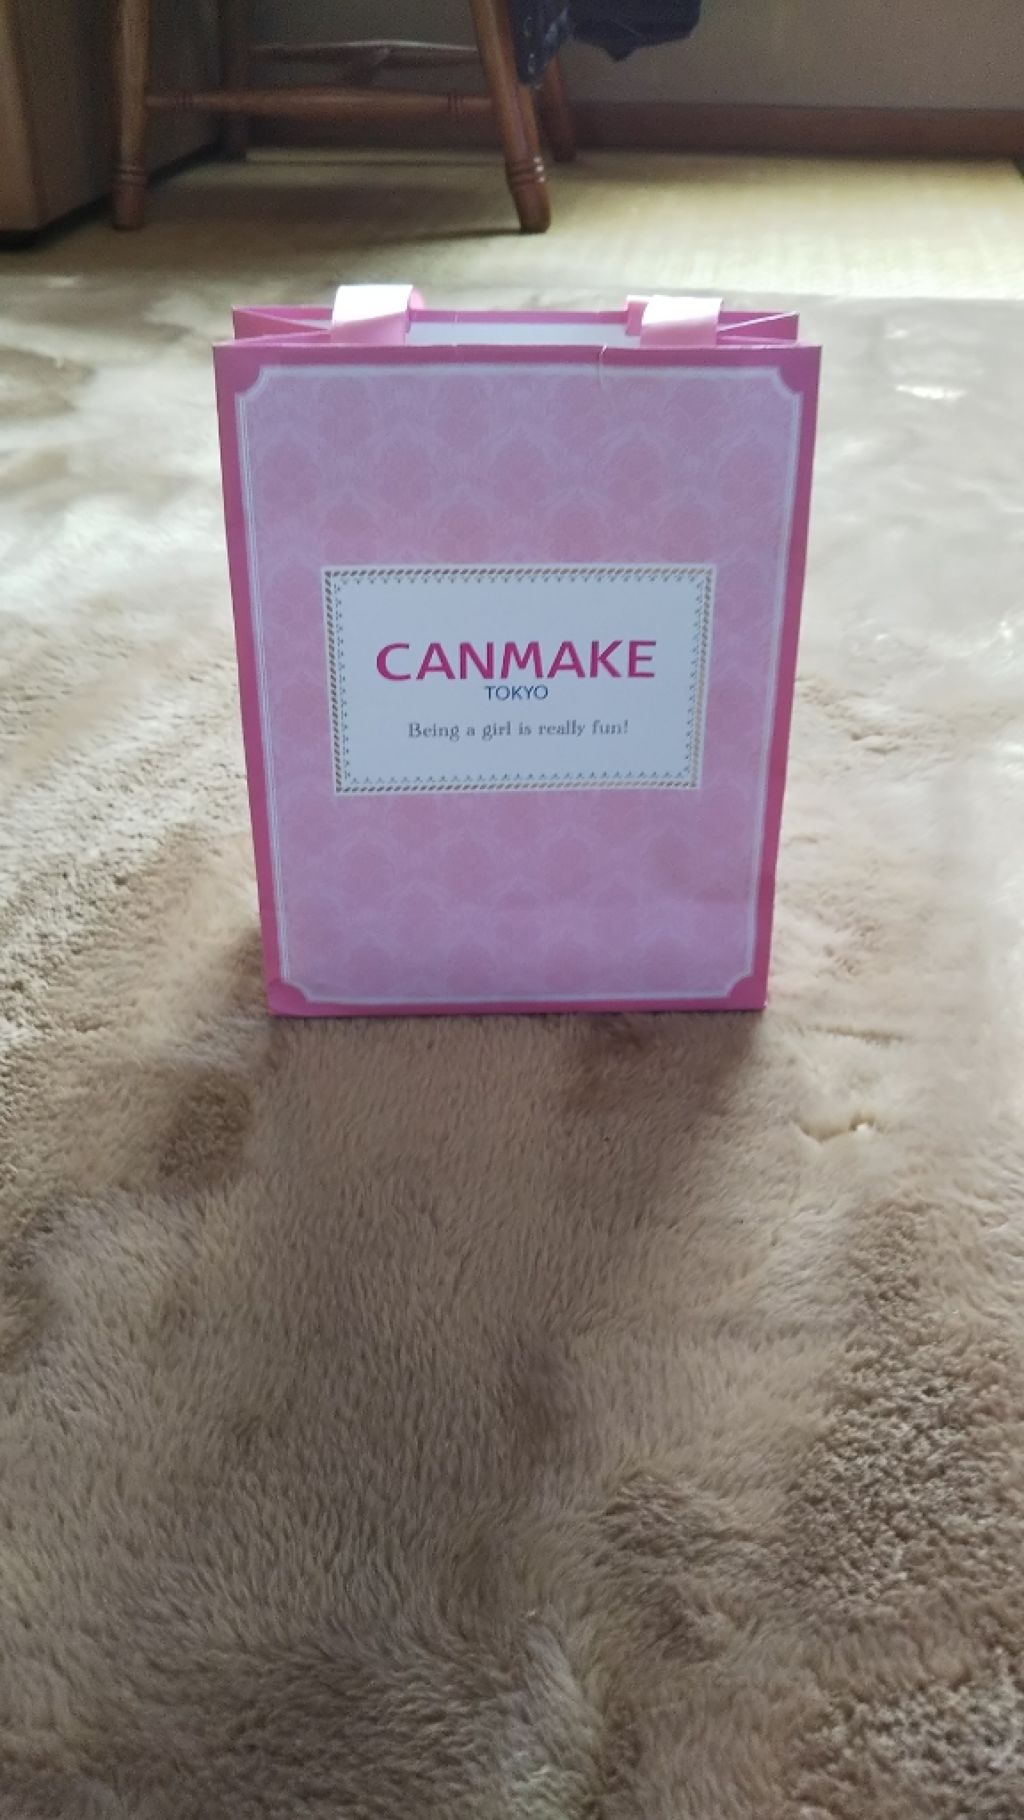 CANMAKE
TOKYO
Being a girl is really fun!